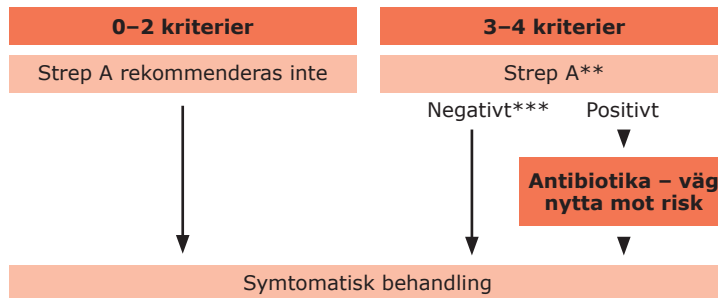 0–2 kriterier
Strep A rekommenderas inte
3–4 kriterier
Strep A**
Negativt*** Positivt
Antibiotika – väg
nytta mot risk
Symtomatisk behandling